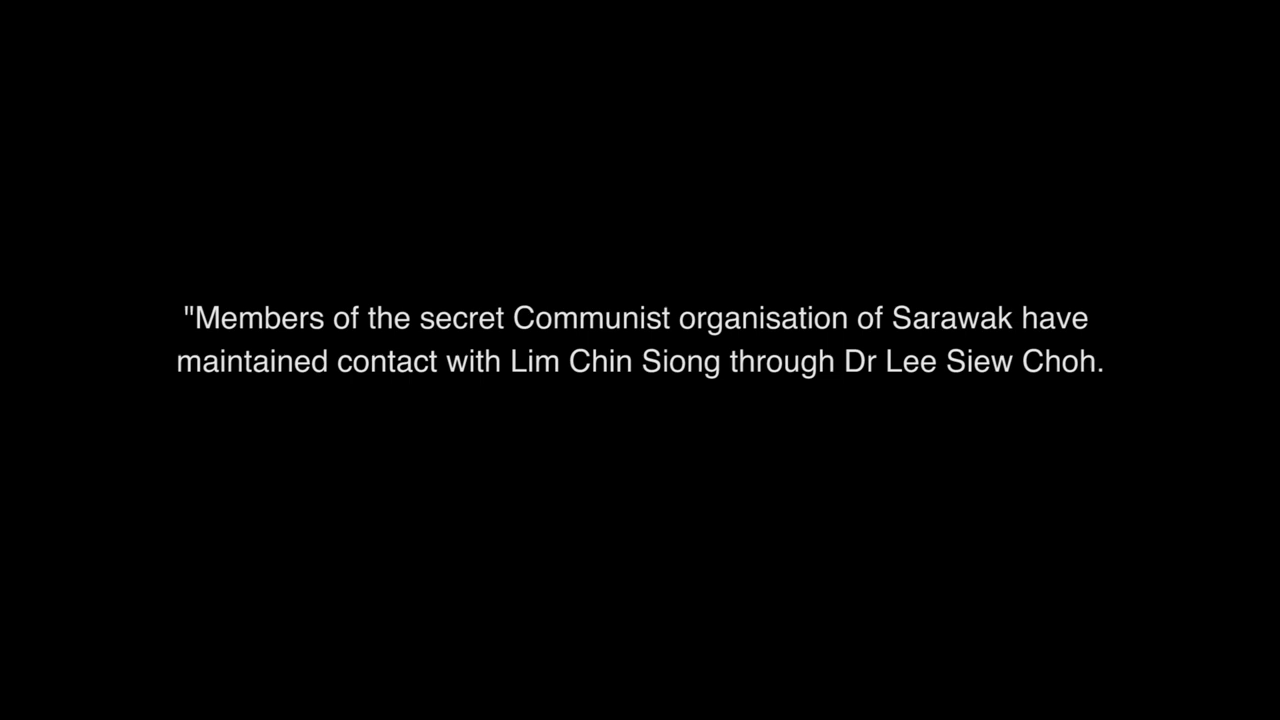 "Members of the secret Communist organisation of Sarawak have
maintained contact with Lim Chin Siong through Dr Lee Siew Choh.